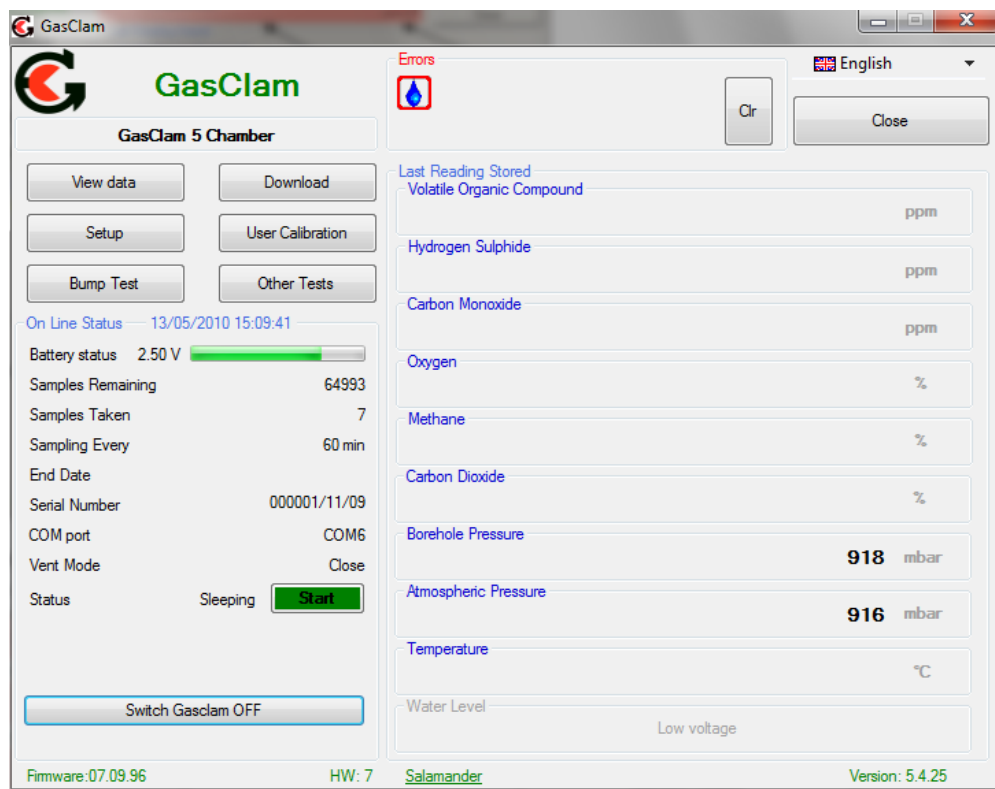 GasClam
GasClam
GasClam 5 Chamber
Errors
Clr
English
Close
View data
Download
Setup
User Calibration
Bump Test
Other Tests
On Line Status 13/05/2010 15:09:41
Battery status 2.50 V
Samples Remaining 64993
Samples Taken 7
Sampling Every 60 min
End Date
Serial Number 000001/11/09
COM port COM6
Vent Mode Close
Status Sleeping Start
Switch Gasclam OFF
Last Reading Stored
Volatile Organic Compound
ppm
Hydrogen Sulphide
ppm
Carbon Monoxide
ppm
Oxygen
%
Methane
%
Carbon Dioxide
%
Borehole Pressure
918 mbar
Atmospheric Pressure
916 mbar
Temperature
°C
Water Level
Low voltage
Firmware:07.09.96 HW: 7 Salamander Version: 5.4.25